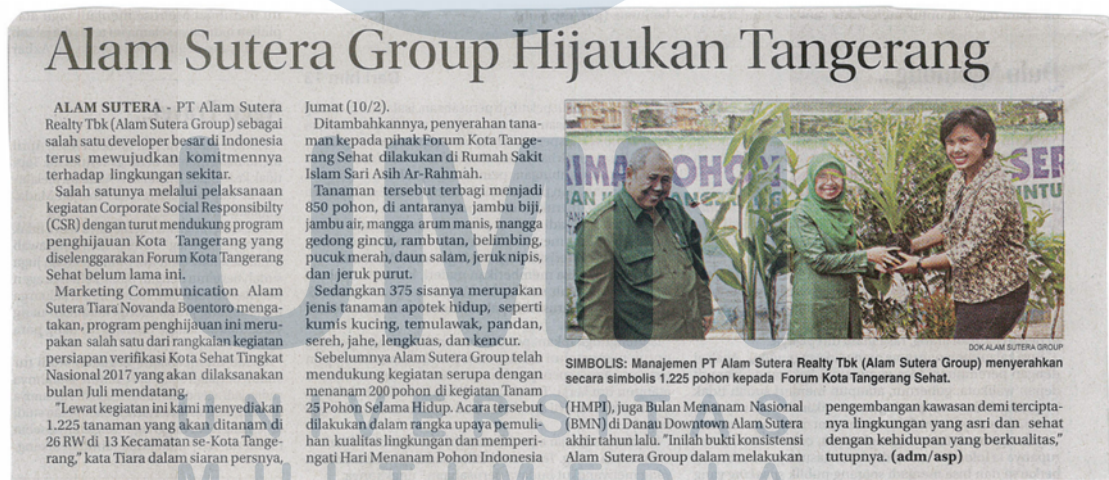 Alam Sutera Group Hijaukan Tangerang
ALAM SUTERA - PT Alam Sutera
Realty Tbk (Alam Sutera Group) sebagai
salah satu developer besar di Indonesia
terus mewujudkan komitmennya
terhadap lingkungan sekitar.
Salah satunya melalui pelaksanaan
kegiatan Corporate Social Responsibilty
(CSR) dengan turut mendukung program
penghijauan Kota Tangerang yang
diselenggarakan Forum Kota Tangerang
Sehat belum lama ini.
Marketing Communication Alam
Sutera Tiara Novanda Boentoro menga-
takan, program penghijauan ini meru-
pakan salah satu dari rangkaian kegiatan
persiapan verifikasi Kota Sehat Tingkat
Nasional 2017 yang akan dilaksanakan
bulan Juli mendatang.
"Lewat kegiatan ini kami menyediakan
1.225 tanaman yang akan ditanam di
26 RW di 13 Kecamatan se-Kota Tange-
rang," kata Tiara dalam siaran persnya,
Jumat (10/2).
Ditambahkannya, penyerahan tana-
man kepada pihak Forum Kota Tange-
rang Sehat dilakukan di Rumah Sakit
Islam Sari Asih Ar-Rahmah.
Tanaman tersebut terbagi menjadi
850 pohon, di antaranya jambu biji,
jambu air, mangga arum manis, mangga
gedong gincu, rambutan, belimbing,
pucuk merah, daun salam, jeruk nipis,
dan jeruk purut.
Sedangkan 375 sisanya merupakan
jenis tanaman apotek hidup, seperti
kumis kucing, temulawak, pandan,
sereh, jahe, lengkuas, dan kencur.
Sebelumnya Alam Sutera Group telah
mendukung kegiatan serupa dengan
menanam 200 pohon di kegiatan Tanam
25 Pohon Selama Hidup. Acara tersebut
dilakukan dalam rangka upaya pemuli-
han kualitas lingkungan dan memperi-
ngati Hari Menanam Pohon Indonesia
RIMA POHON
SER
AN
NTU
DOK ALAM SUTERA GROUP
SIMBOLIS: Manajemen PT Alam Sutera Realty Tbk (Alam Sutera Group) menyerahkan
secara simbolis 1.225 pohon kepada Forum Kota Tangerang Sehat.
(HMPI), juga Bulan Menanam Nasional
(BMN) di Danau Downtown Alam Sutera
akhir tahun lalu. "Inilah bukti konsistensi
Alam Sutera Group dalam melakukan
pengembangan kawasan demi tercipta-
nya lingkungan yang asri dan sehat
dengan kehidupan yang berkualitas,"
tutupnya. (adm/asp)
UMN
UNIVERSITAS
MULTIMEDIA